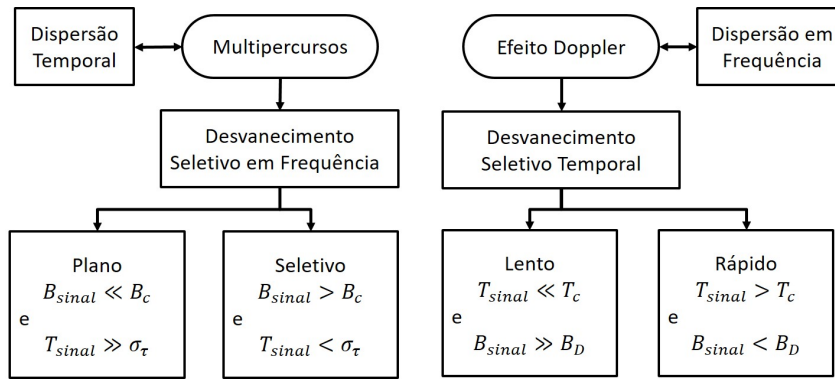 Dispersão
Temporal
Multipercursos
Efeito Doppler
Dispersão em
Frequência
Desvanecimento
Seletivo em Frequência
Desvanecimento
Seletivo Temporal
Plano
B_sinal ≪ B_c
e
T_sinal ≫ σ_τ
Seletivo
B_sinal > B_c
e
T_sinal < σ_τ
Lento
T_sinal ≪ T_c
e
B_sinal ≫ B_D
Rápido
T_sinal > T_c
e
B_sinal < B_D